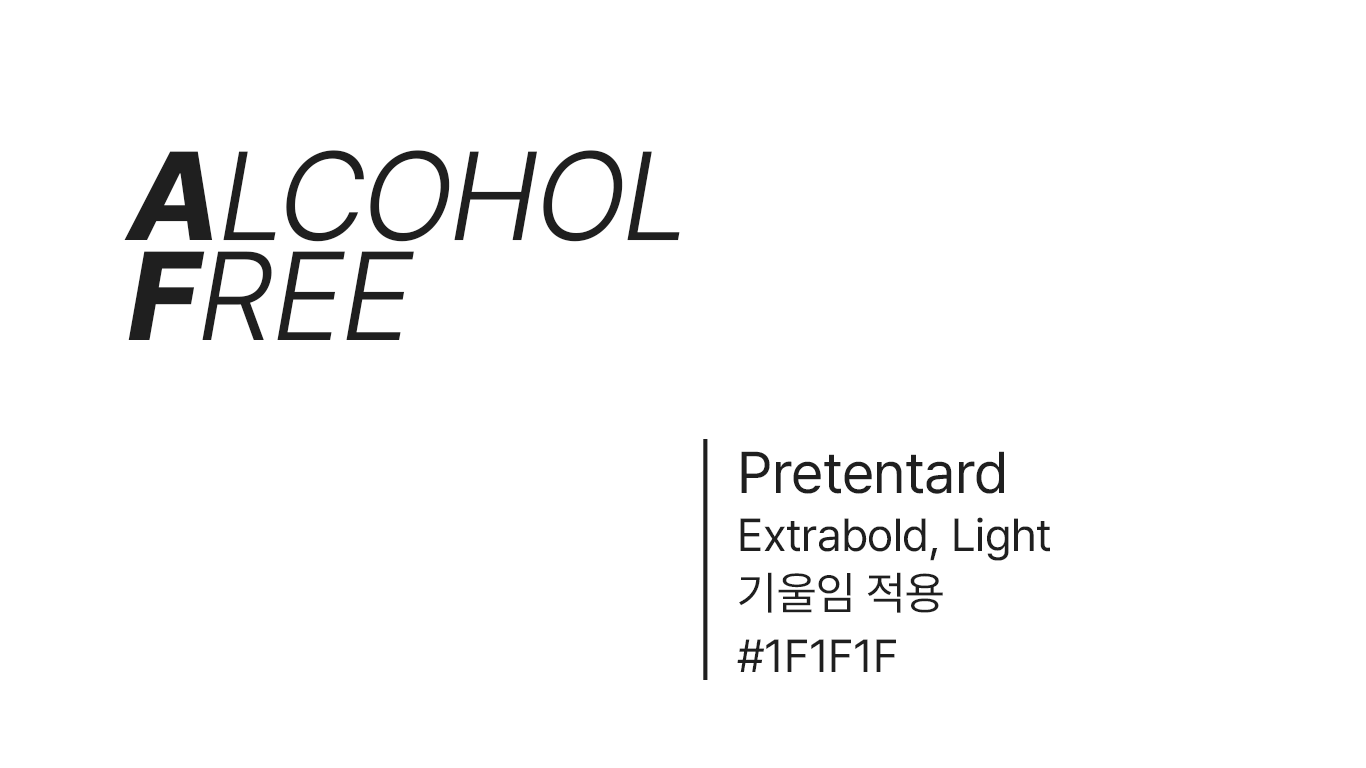 ALCOHOL
FREE
Pretentard
Extrabold, Light
기울임 적용
#1F1F1F